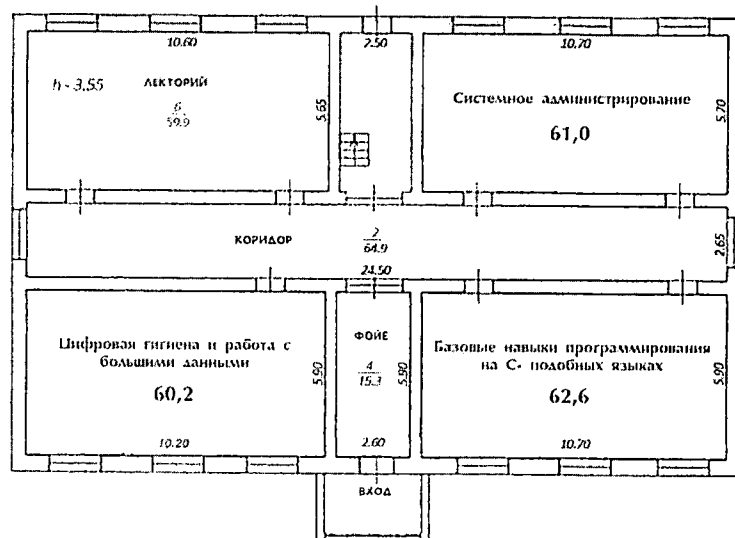 10.60
2.50
10.70
h - 3.55
ЛЕКТОРИЙ
6
59.9
5.65
Системное администрирование
61,0
5.70
КОРИДОР
2
64.9
24.50
2.65
Цифровая гигиена и работа с
большими данными
60,2
5.90
10.20
ФОЙЕ
4
15.3
5.90
2.60
Базовые навыки программирования
на С- подобных языках
62,6
5.90
10.70
ВХОД